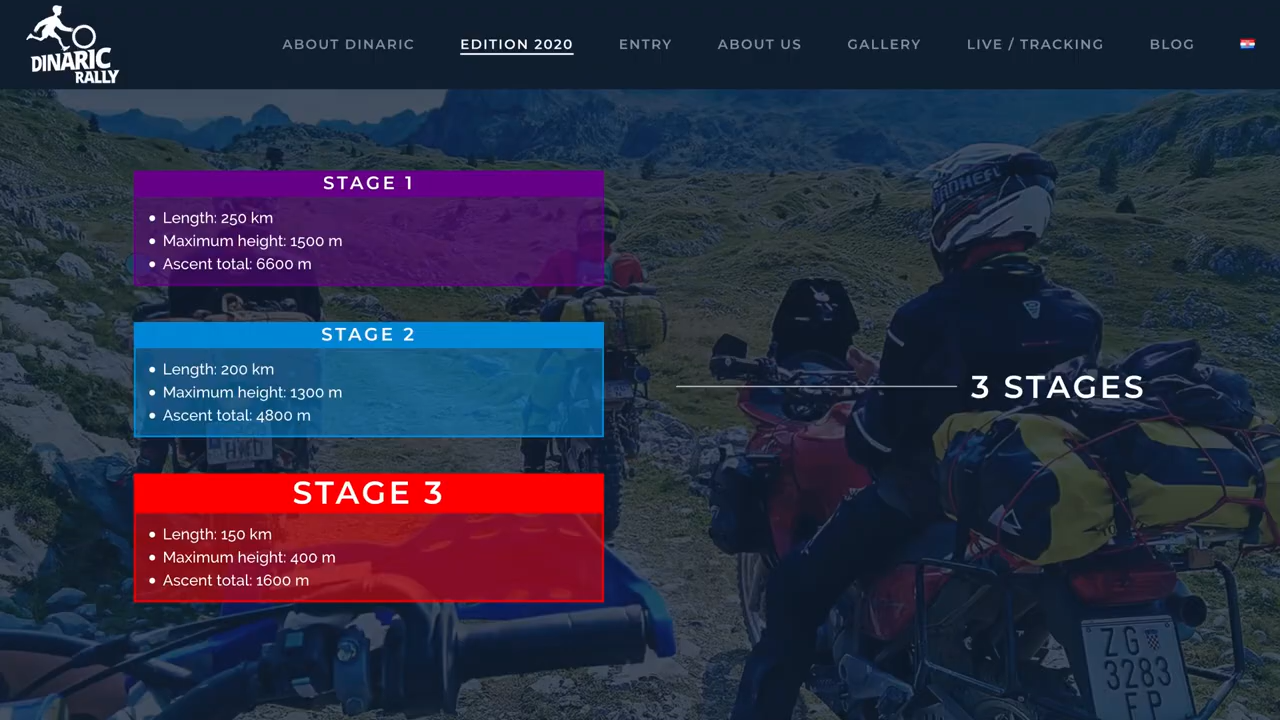 DINARIC
RALLY
ABOUT DINARIC
EDITION 2020
ENTRY
ABOUT US
GALLERY
LIVE / TRACKING
BLOG
STAGE 1
Length: 250 km
Maximum height: 1500 m
Ascent total: 6600 m
STAGE 2
Length: 200 km
Maximum height: 1300 m
Ascent total: 4800 m
3 STAGES
STAGE 3
Length: 150 km
Maximum height: 400 m
Ascent total: 1600 m
ZG
3283